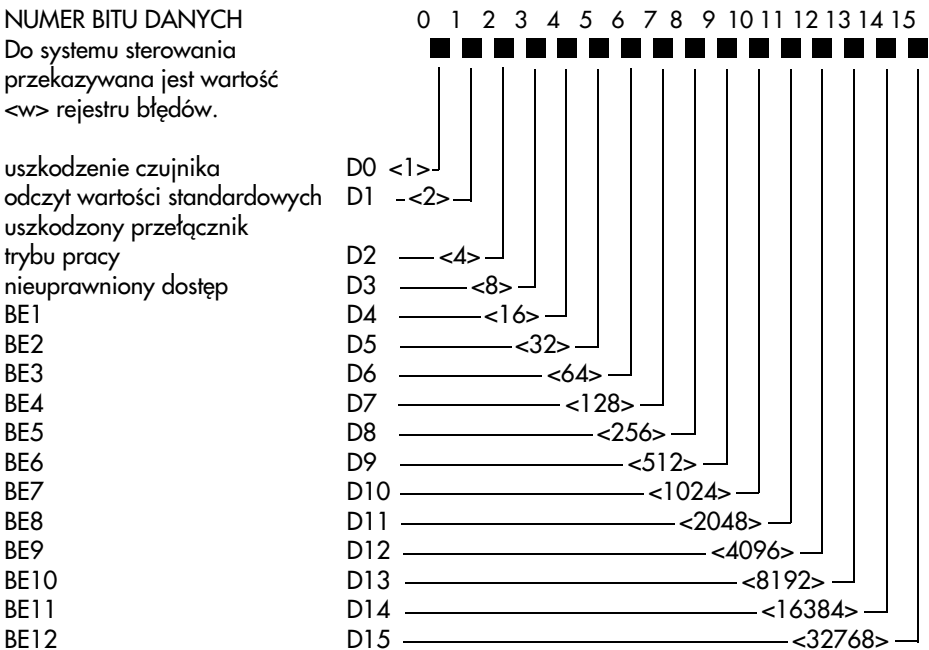 NUMER BITU DANYCH 0 1 2 3 4 5 6 7 8 9 10 11 12 13 14 15
Do systemu sterowania
przekazywana jest wartość
<w> rejestru błędów.
uszkodzenie czujnika D0 <1>
odczyt wartości standardowych D1 <2>
uszkodzony przełącznik
trybu pracy D2 <4>
nieuprawniony dostęp D3 <8>
BE1 D4 <16>
BE2 D5 <32>
BE3 D6 <64>
BE4 D7 <128>
BE5 D8 <256>
BE6 D9 <512>
BE7 D10 <1024>
BE8 D11 <2048>
BE9 D12 <4096>
BE10 D13 <8192>
BE11 D14 <16384>
BE12 D15 <32768>